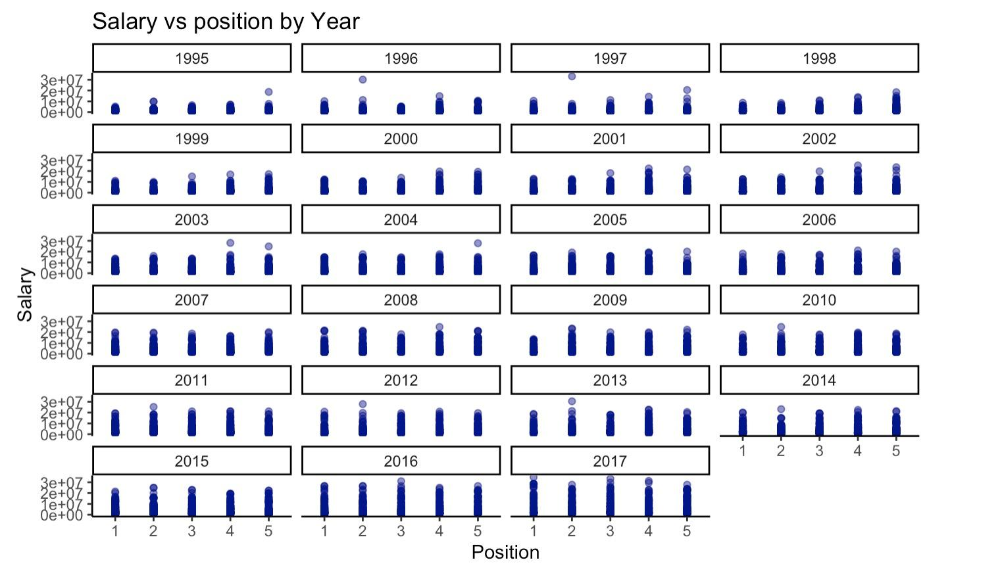 Salary vs position by Year
1995 1996 1997 1998
3e+07
2e+07
1e+07
0e+00
1999 2000 2001 2002
3e+07
2e+07
1e+07
0e+00
2003 2004 2005 2006
3e+07
2e+07
1e+07
0e+00
Salary
2007 2008 2009 2010
3e+07
2e+07
1e+07
0e+00
2011 2012 2013 2014
3e+07
2e+07
1e+07
0e+00
1 2 3 4 5
2015 2016 2017
3e+07
2e+07
1e+07
0e+00
1 2 3 4 5 1 2 3 4 5 1 2 3 4 5
Position